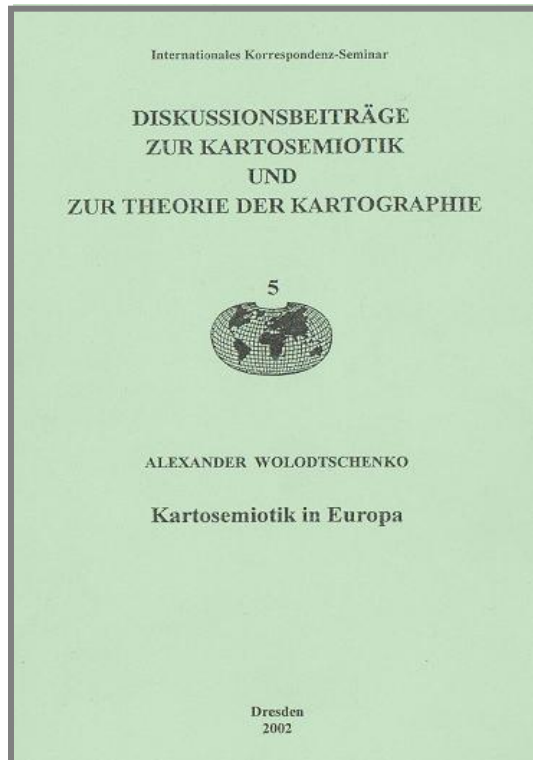 Internationales Korrespondenz-Seminar
DISKUSSIONSBEITRÄGE
ZUR KARTOSEMIOTIK
UND
ZUR THEORIE DER KARTOGRAPHIE
5
ALEXANDER WOLODTSCHENKO
Kartosemiotik in Europa
Dresden
2002